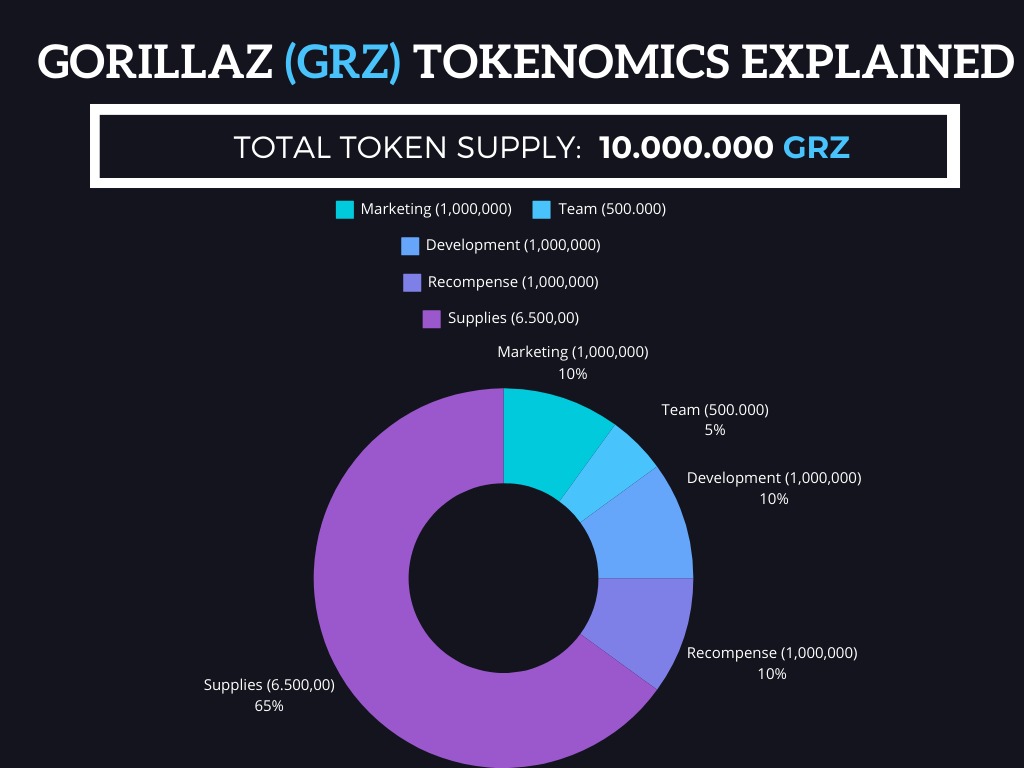 GORILLAZ (GRZ) TOKENOMICS EXPLAINED
TOTAL TOKEN SUPPLY: 10.000.000 GRZ
Marketing (1,000,000) Team (500.000)
Development (1,000,000)
Recompense (1,000,000)
Supplies (6.500,00)
Marketing (1,000,000)
10%
Team (500.000)
5%
Development (1,000,000)
10%
Recompense (1,000,000)
10%
Supplies (6.500,00)
65%